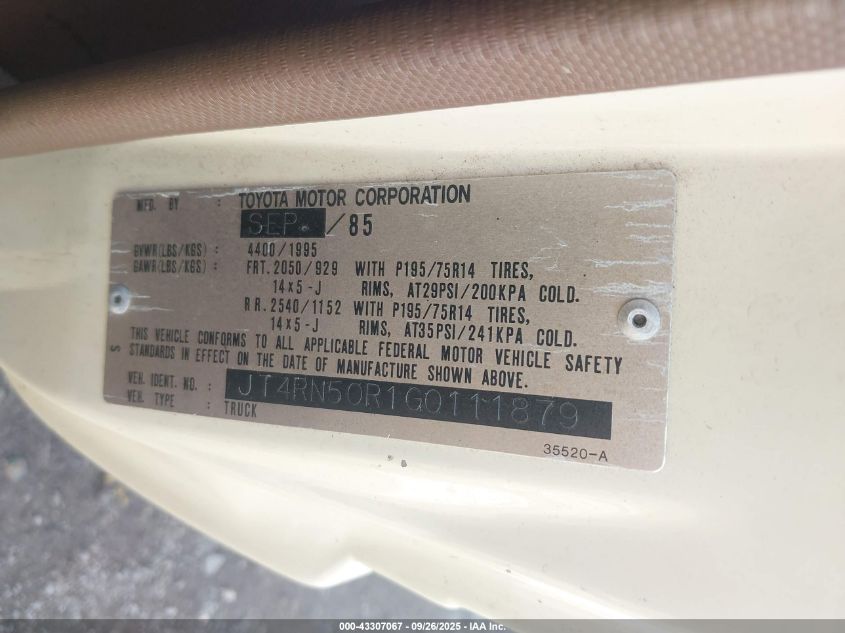 MFD. BY : TOYOTA MOTOR CORPORATION
SEP. /85
GVWR(LBS/KGS) : 4400/1995
GAWR(LBS/KGS) : FRT.2050/929 WITH P195/75R14 TIRES,
14×5-J RIMS, AT29PSI/200KPA COLD.
RR.2540/1152 WITH P195/75R14 TIRES,
14×5-J RIMS, AT35PSI/241KPA COLD.
THIS VEHICLE CONFORMS TO ALL APPLICABLE FEDERAL MOTOR VEHICLE SAFETY
S STANDARDS IN EFFECT ON THE DATE OF MANUFACTURE SHOWN ABOVE.
VEH. IDENT. NO. : JT4RN50R1G0111879
VEH. TYPE : TRUCK
35520-A
000-43307067 - 09/26/2025 - IAA Inc.